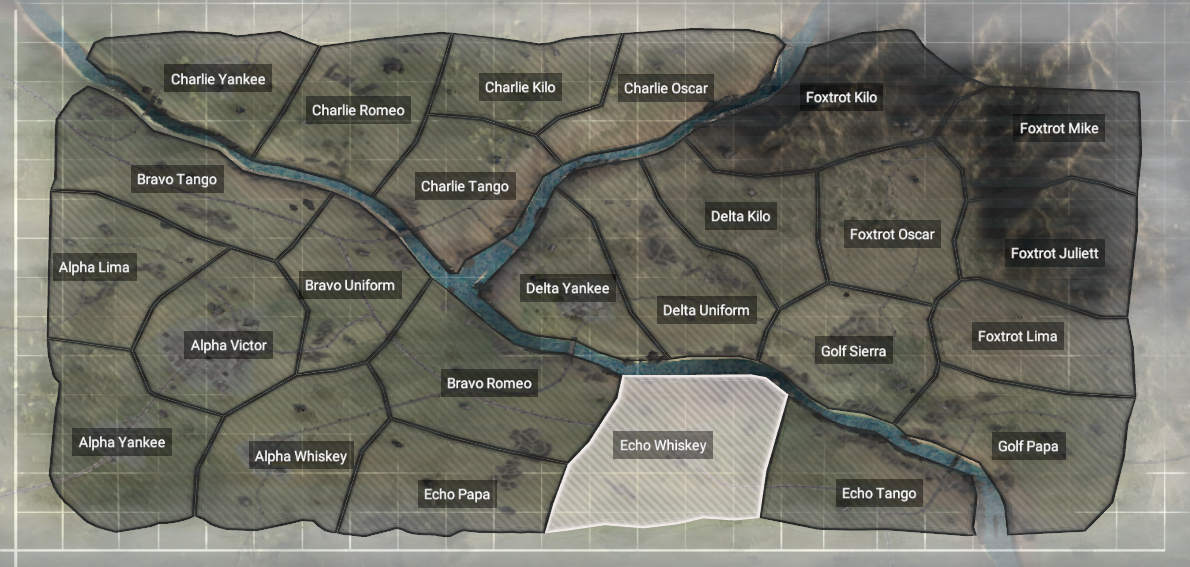 Charlie Yankee
Charlie Romeo
Charlie Kilo
Charlie Oscar
Foxtrot Kilo
Foxtrot Mike
Bravo Tango
Charlie Tango
Delta Kilo
Foxtrot Oscar
Foxtrot Juliett
Alpha Lima
Bravo Uniform
Delta Yankee
Delta Uniform
Foxtrot Lima
Alpha Victor
Golf Sierra
Bravo Romeo
Alpha Yankee
Alpha Whiskey
Echo Whiskey
Golf Papa
Echo Papa
Echo Tango